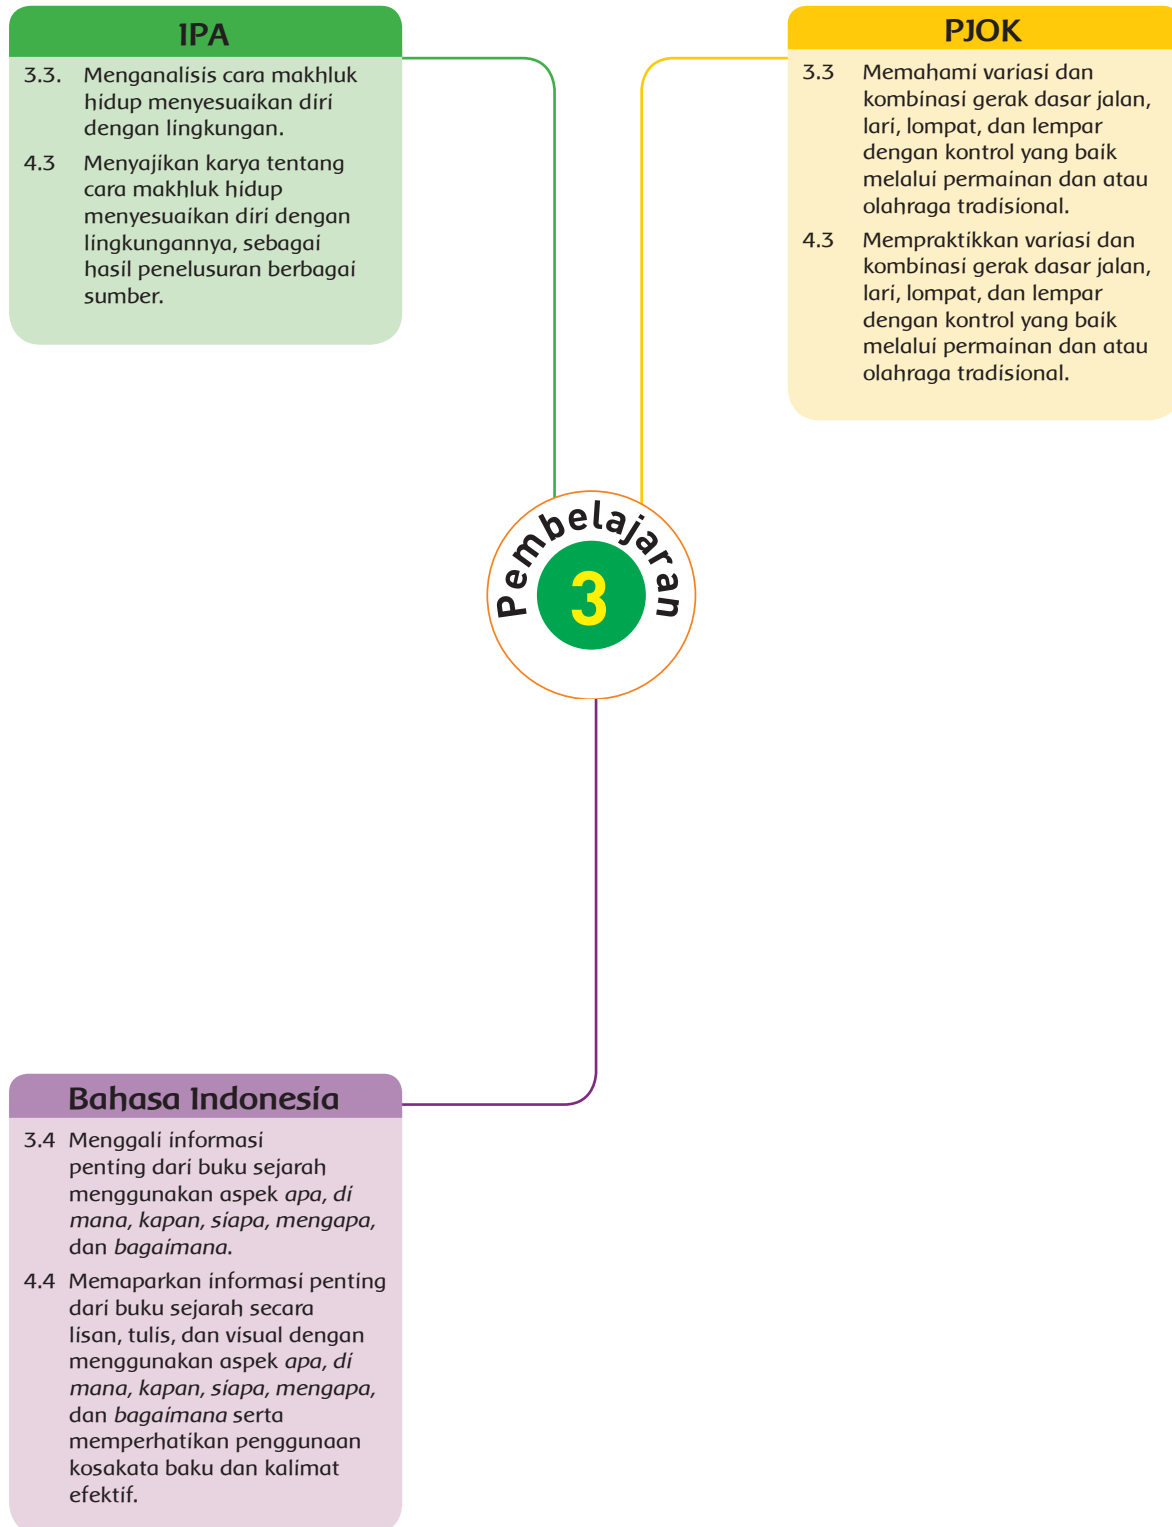 IPA
3.3. Menganalisis cara makhluk
hidup menyesuaikan diri
dengan lingkungan.
4.3 Menyajikan karya tentang
cara makhluk hidup
menyesuaikan diri dengan
lingkungannya, sebagai
hasil penelusuran berbagai
sumber.
PJOK
3.3 Memahami variasi dan
kombinasi gerak dasar jalan,
lari, lompat, dan lempar
dengan kontrol yang baik
melalui permainan dan atau
olahraga tradisional.
4.3 Mempraktikkan variasi dan
kombinasi gerak dasar jalan,
lari, lompat, dan lempar
dengan kontrol yang baik
melalui permainan dan atau
olahraga tradisional.
Pembelajaran
3
Bahasa Indonesia
3.4 Menggali informasi
penting dari buku sejarah
menggunakan aspek apa, di
mana, kapan, siapa, mengapa,
dan bagaimana.
4.4 Memaparkan informasi penting
dari buku sejarah secara
lisan, tulis, dan visual dengan
menggunakan aspek apa, di
mana, kapan, siapa, mengapa,
dan bagaimana serta
memperhatikan penggunaan
kosakata baku dan kalimat
efektif.